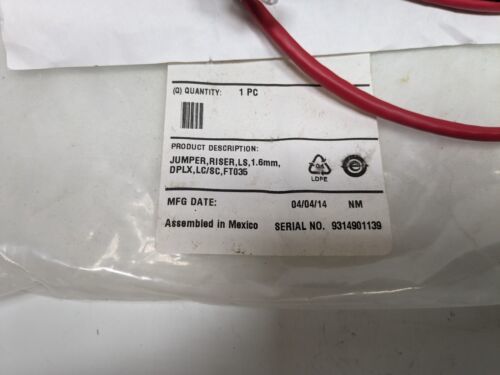 (Q) QUANTITY: 1 PC
PRODUCT DESCRIPTION:
JUMPER,RISER,LS,1.6mm,
DPLX,LC/SC,FT035
04
LDPE
MFG DATE: 04/04/14 NM
Assembled in Mexico SERIAL NO. 9314901139